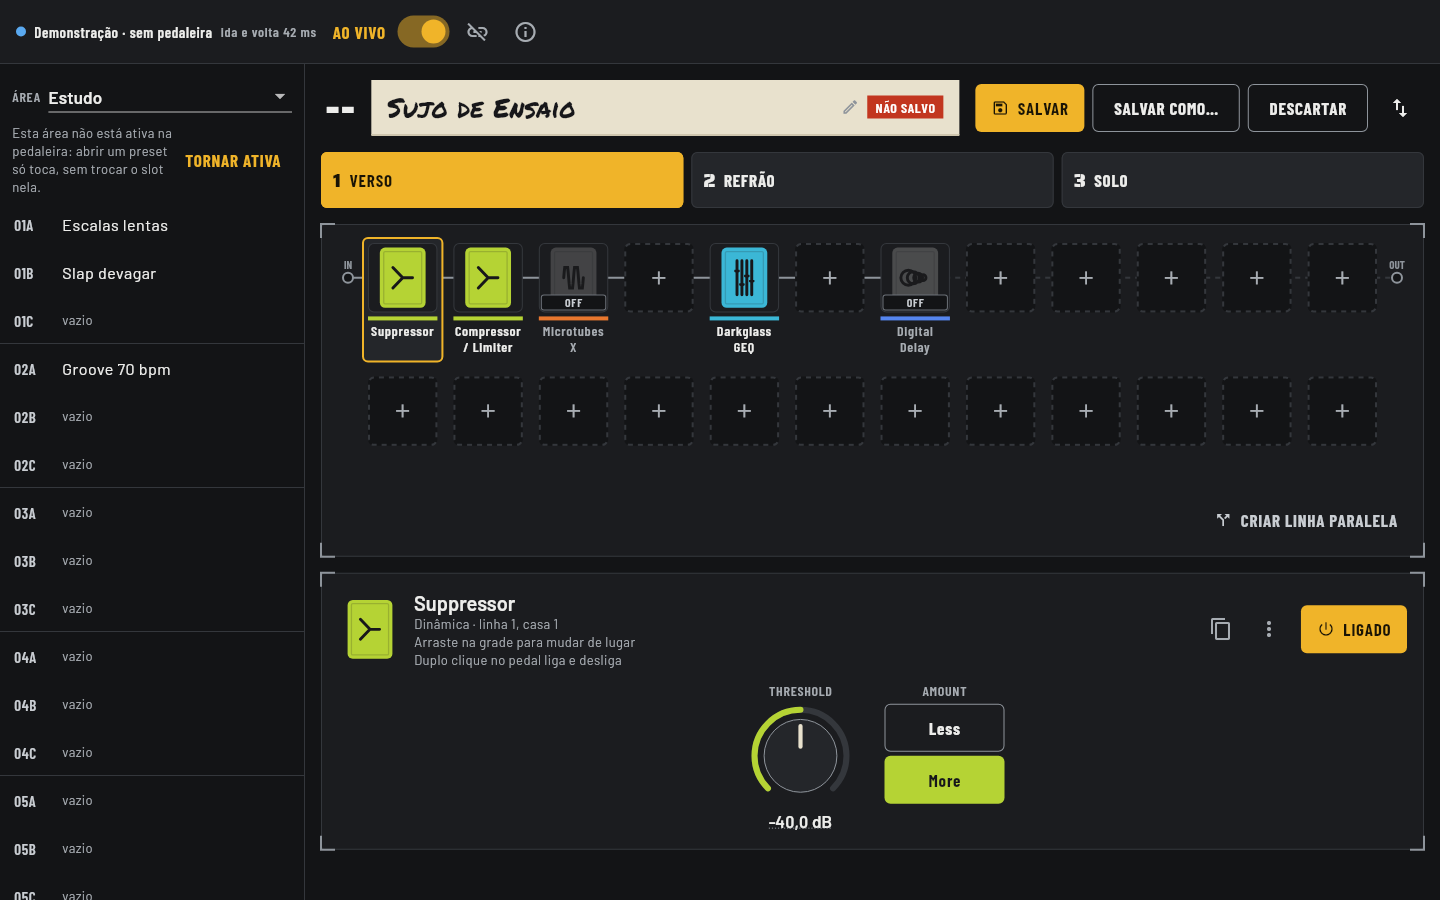 Demonstração · sem pedaleira Ida e volta 42 ms AO VIVO
ÁREA Estudo
Esta área não está ativa na
pedaleira: abrir um preset
só toca, sem trocar o slot
nela.
TORNAR ATIVA
01A Escalas lentas
01B Slap devagar
01C vazio
02A Groove 70 bpm
02B vazio
02C vazio
03A vazio
03B vazio
03C vazio
04A vazio
04B vazio
04C vazio
05A vazio
05B vazio
05C vazio
-- Sujo de Ensaio NÃO SALVO SALVAR SALVAR COMO... DESCARTAR
1 VERSO
2 REFRÃO
3 SOLO
IN
OUT
OFF
OFF
Suppressor
Compressor
/ Limiter
Microtubes
X
Darkglass
GEQ
Digital
Delay
CRIAR LINHA PARALELA
Suppressor
Dinâmica · linha 1, casa 1
Arraste na grade para mudar de lugar
Duplo clique no pedal liga e desliga
LIGADO
THRESHOLD
-40,0 dB
AMOUNT
Less
More